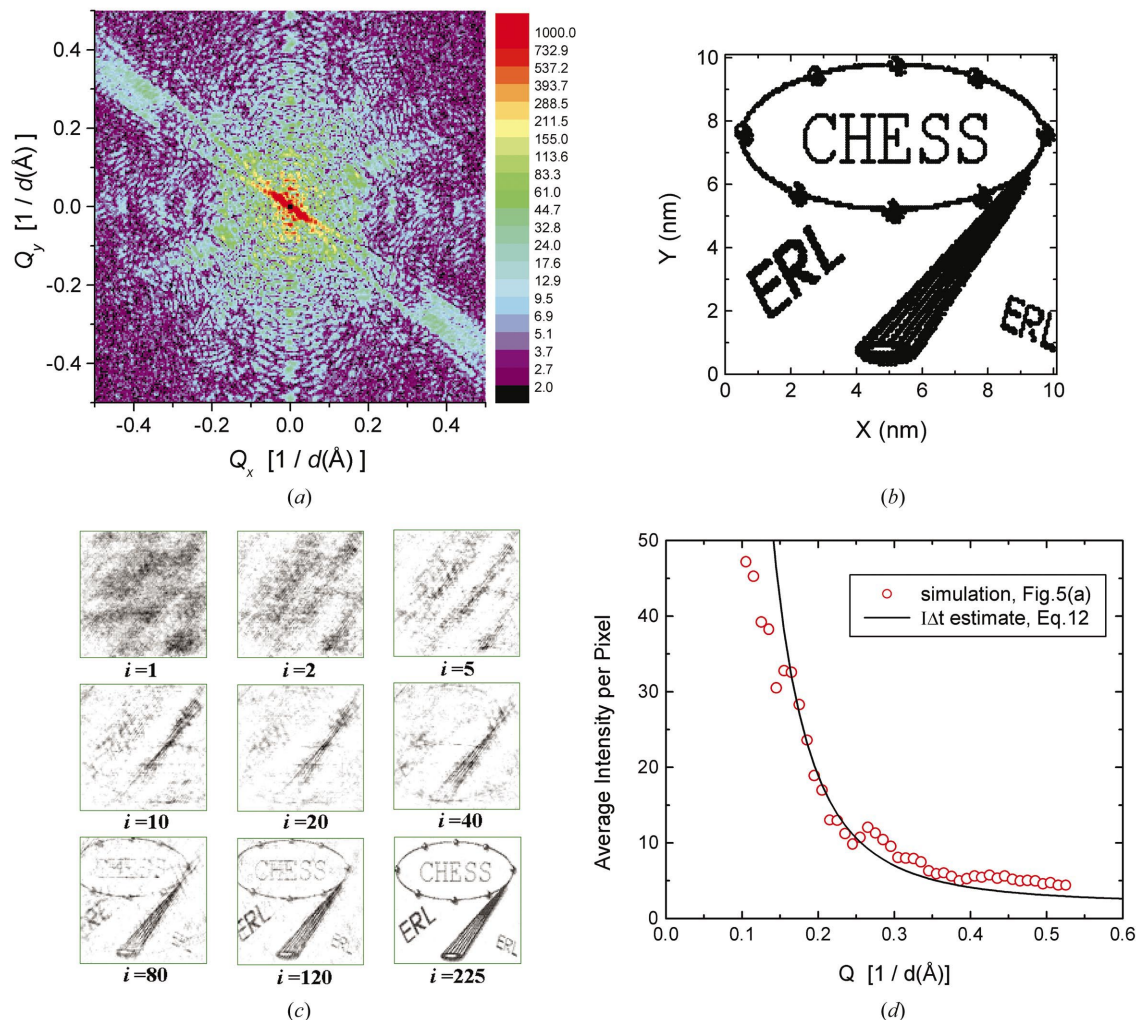 0.4
0.2
0.0
-0.2
-0.4
Q_y [1 / d(Å) ]
-0.4 -0.2 0.0 0.2 0.4
Q_x [1 / d(Å) ]
1000.0
732.9
537.2
393.7
288.5
211.5
155.0
113.6
83.3
61.0
44.7
32.8
24.0
17.6
12.9
9.5
6.9
5.1
3.7
2.7
2.0
(a)
10
8
6
4
2
0
Y (nm)
CHESS
ERL
ERL
0 2 4 6 8 10
X (nm)
(b)
i=1 i=2 i=5
i=10 i=20 i=40
CHESS CHESS CHESS
ERL ERL ERL ERL ERL ERL
i=80 i=120 i=225
(c)
50
40
30
20
10
0
Average Intensity per Pixel
simulation, Fig.5(a)
I∆t estimate, Eq.12
0.0 0.1 0.2 0.3 0.4 0.5 0.6
Q [1 / d(Å)]
(d)